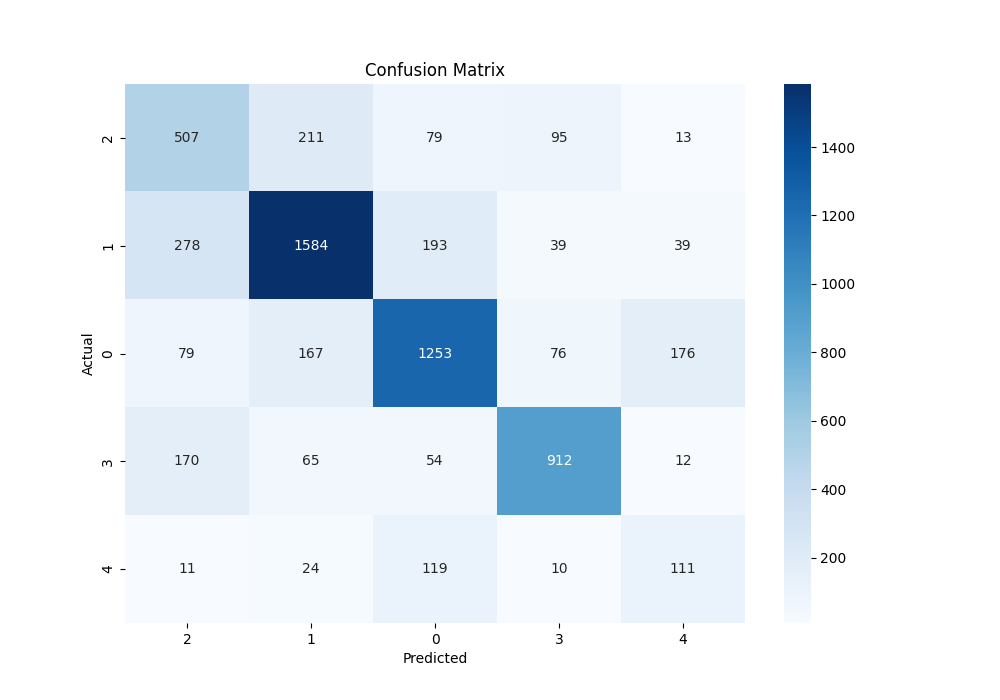 Confusion Matrix
2 507 211 79 95 13
1 278 1584 193 39 39
0 79 167 1253 76 176
3 170 65 54 912 12
4 11 24 119 10 111
2 1 0 3 4
Predicted
Actual
1400
1200
1000
800
600
400
200